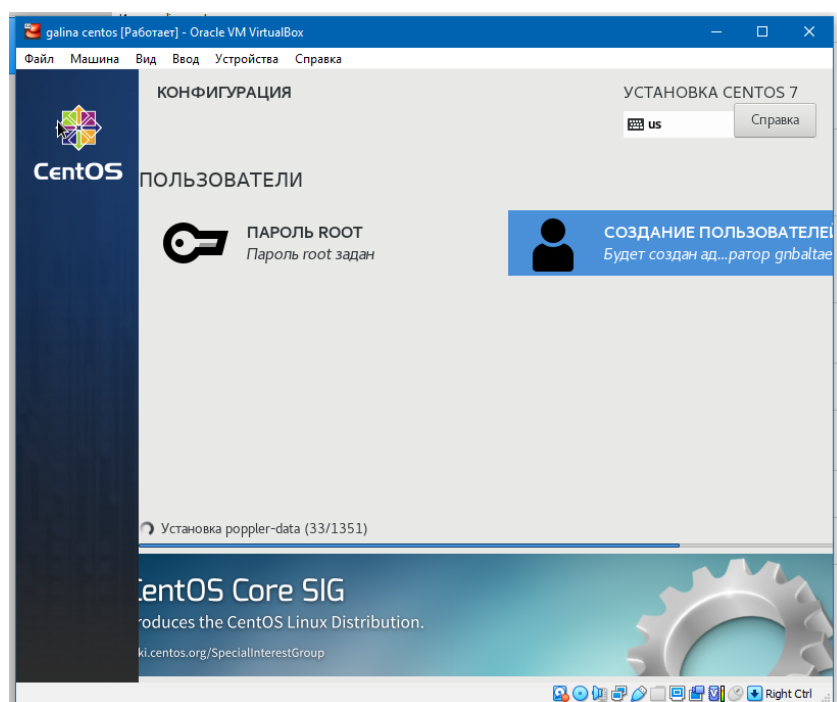 galina centos [Работает] - Oracle VM VirtualBox
Файл Машина Вид Ввод Устройства Справка
КОНФИГУРАЦИЯ
УСТАНОВКА CENTOS 7
us
Справка
CentOS
ПОЛЬЗОВАТЕЛИ
ПАРОЛЬ ROOT
Пароль root задан
СОЗДАНИЕ ПОЛЬЗОВАТЕЛЕЙ
Будет создан ад...ратор gnbaltae
Установка poppler-data (33/1351)
CentOS Core SIG
roduces the CentOS Linux Distribution.
ki.centos.org/SpecialInterestGroup
Right Ctrl